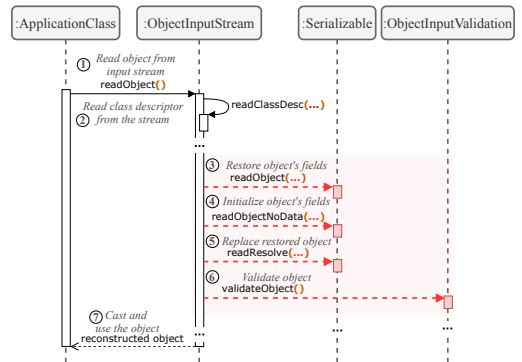 :ApplicationClass :ObjectInputStream :Serializable :ObjectInputValidation
① Read object from
input stream
readObject()
Read class descriptor
② from the stream
readClassDesc(...)
...
③ Restore object's fields
readObject(...)
④ Initialize object's fields
readObjectNoData(...)
⑤ Replace restored object
readResolve(...)
⑥ Validate object
validateObject()
⑦ Cast and
use the object
... ... ...
reconstructed object